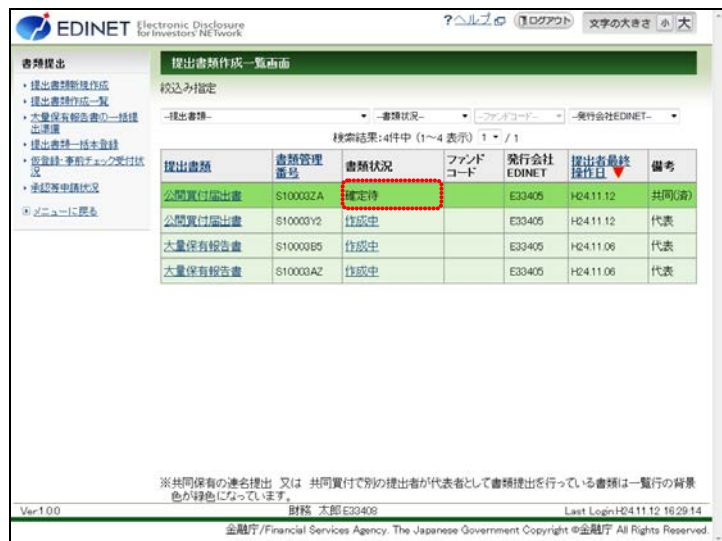 EDINET Electronic Disclosure for Investors' NETwork
?ヘルプ ログアウト 文字の大きさ 小 大
書類提出
・提出書類新規作成
・提出書類作成一覧
・大量保有報告書の一括提出準備
・提出書類一括本登録
・仮登録・事前チェック受付状況
・承認等申請状況
メニューに戻る
提出書類作成一覧画面
絞込み指定
--提出書類-- --書類状況-- --ファンドコード-- --発行会社EDINET--
検索結果:4件中 (1~4 表示) 1 / 1
提出書類 書類管理番号 書類状況 ファンドコード 発行会社EDINET 提出者最終操作日▼ 備考
公開買付届出書 S10003ZA 確定待 E33405 H24.11.12 共同(済)
公開買付届出書 S10003Y2 作成中 E33405 H24.11.12 代表
大量保有報告書 S10003B5 作成中 E33405 H24.11.06 代表
大量保有報告書 S10003AZ 作成中 E33405 H24.11.06 代表
※共同保有の連名提出 又は 共同買付で別の提出者が代表者として書類提出を行っている書類は一覧行の背景
色が緑色になっています。
Ver.1.0.0 財務 太郎 E33408 Last Login:H24.11.12 16:29:14
金融庁/Financial Services Agency. The Japanese Government Copyright ©金融庁 All Rights Reserved.